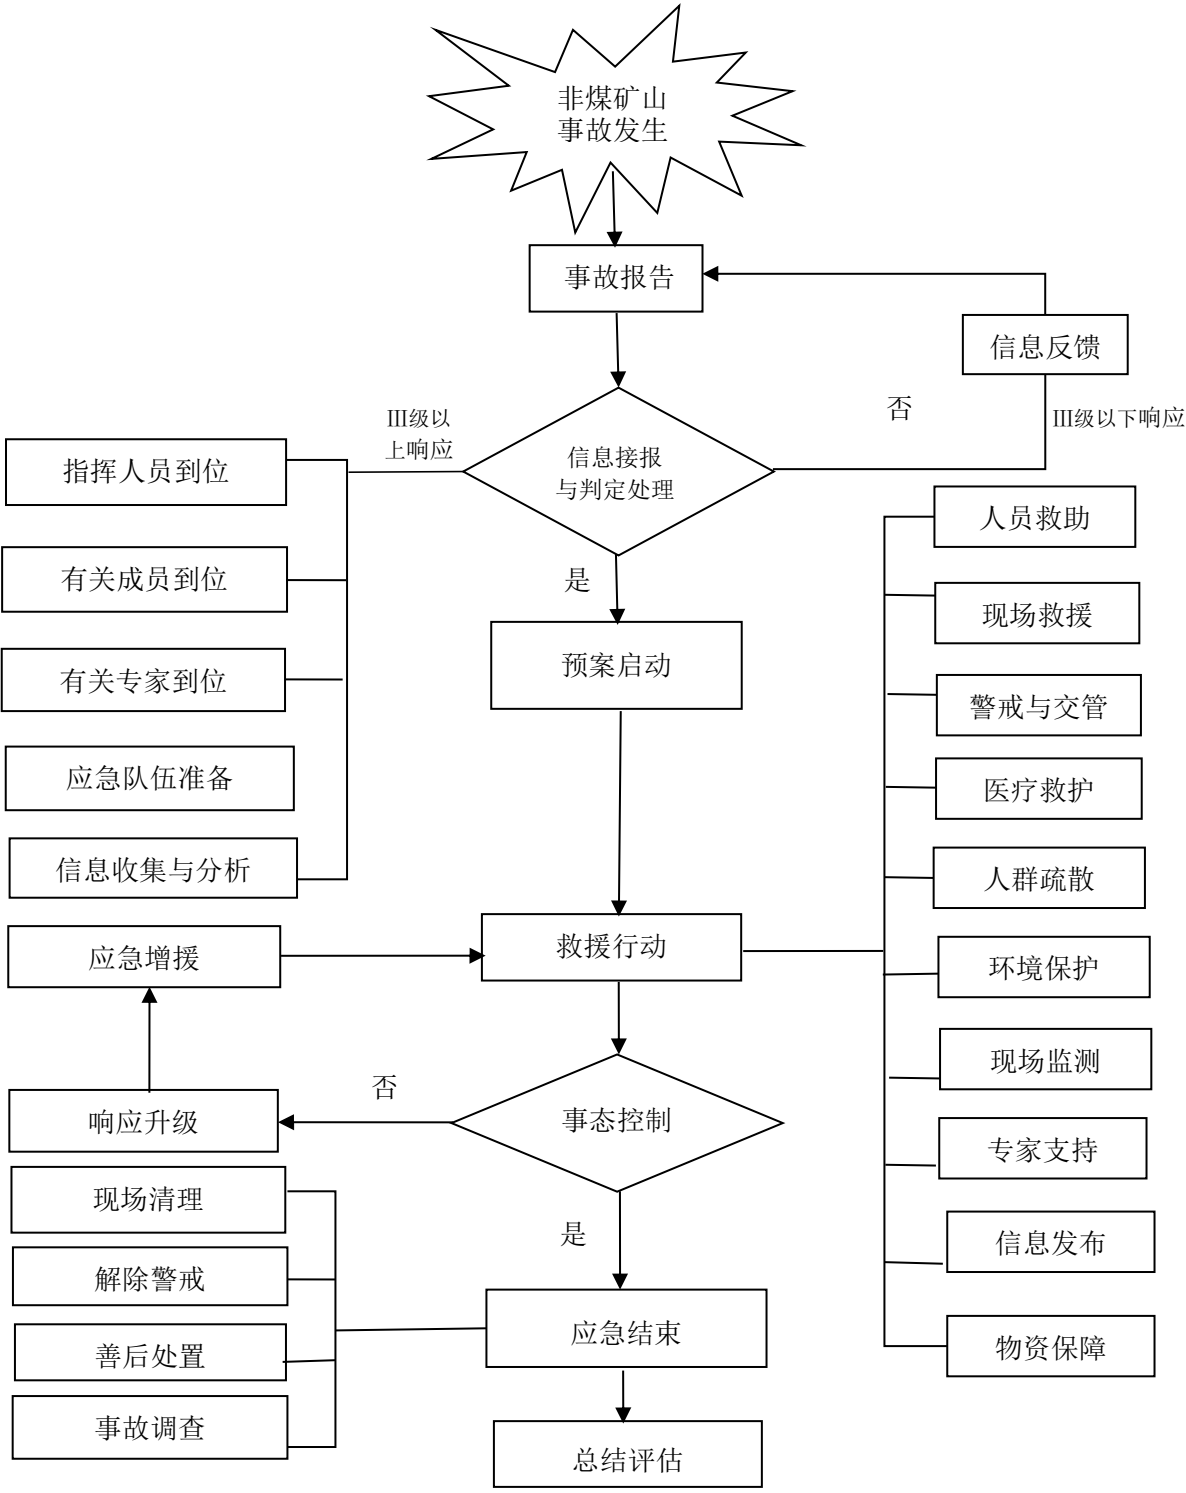 非煤矿山
事故发生
事故报告
信息反馈
否
Ⅲ级以下响应
Ⅲ级以
上响应
信息接报
与判定处理
指挥人员到位
有关成员到位
有关专家到位
应急队伍准备
信息收集与分析
是
预案启动
人员救助
现场救援
警戒与交管
医疗救护
人群疏散
环境保护
现场监测
专家支持
信息发布
物资保障
应急增援
救援行动
否
响应升级
事态控制
是
现场清理
解除警戒
善后处置
事故调查
应急结束
总结评估